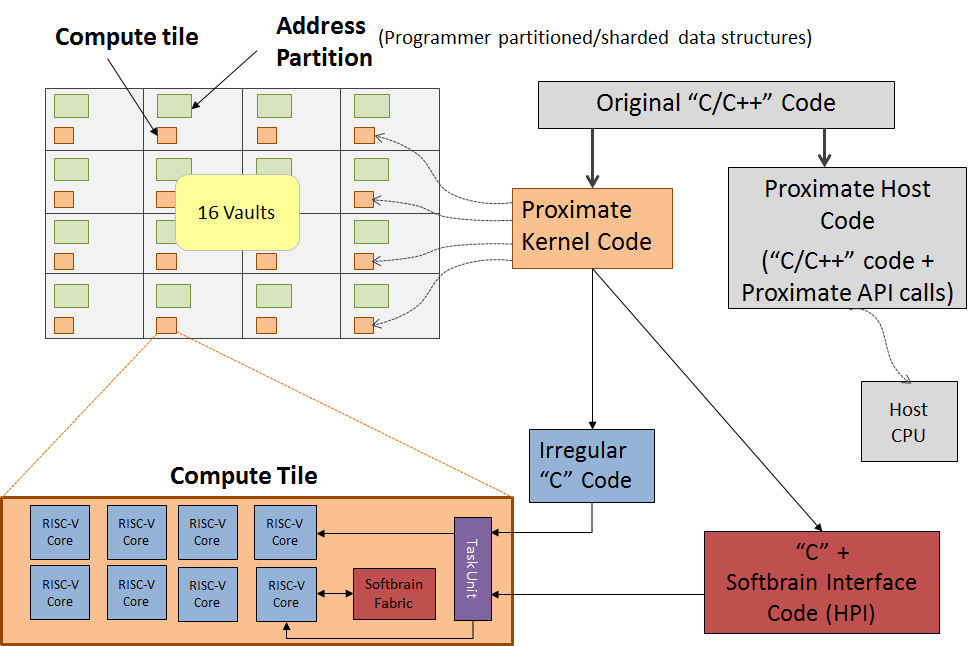 Compute tile
Address
Partition
(Programmer partitioned/sharded data structures)
16 Vaults
Original “C/C++” Code
Proximate
Kernel Code
Proximate Host
Code
(“C/C++” code +
Proximate API calls)
Host
CPU
Irregular
“C” Code
“C” +
Softbrain Interface
Code (HPI)
Compute Tile
RISC-V
Core
RISC-V
Core
RISC-V
Core
RISC-V
Core
RISC-V
Core
RISC-V
Core
RISC-V
Core
RISC-V
Core
Softbrain
Fabric
Task Unit